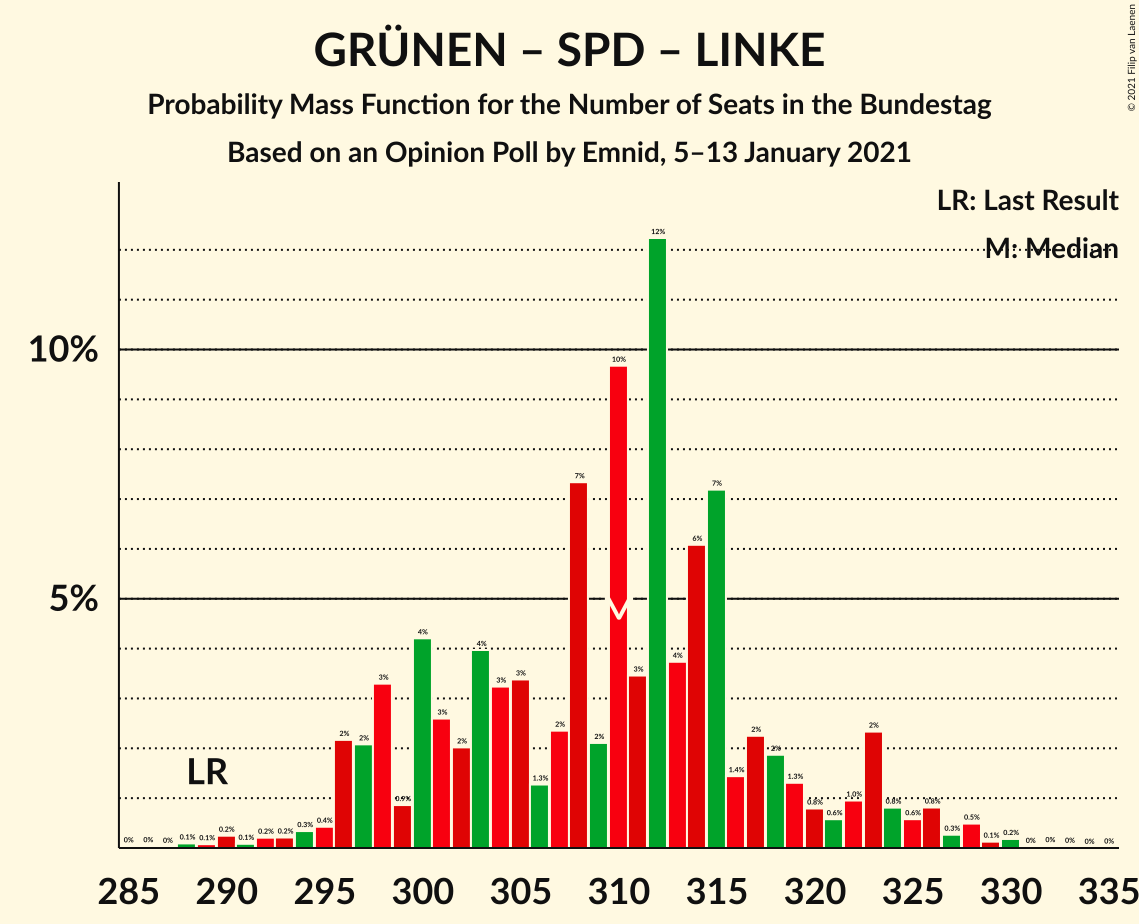 © 2021 Filip van Laenen
GRÜNEN – SPD – LINKE
Probability Mass Function for the Number of Seats in the Bundestag
Based on an Opinion Poll by Emnid, 5–13 January 2021
LR: Last Result
M: Median
10%
5%
LR
0% 0% 0% 0.1% 0.1% 0.2% 0.1% 0.2% 0.2% 0.3% 0.4% 2% 2% 3% 0.9% 4% 3% 2% 4% 3% 3% 1.3% 2% 7% 2% 10% 3% 12% 4% 6% 7% 1.4% 2% 2% 1.3% 0.8% 0.6% 1.0% 2% 0.8% 0.6% 0.8% 0.3% 0.5% 0.1% 0.2% 0% 0% 0% 0% 0%
285 290 295 300 305 310 315 320 325 330 335